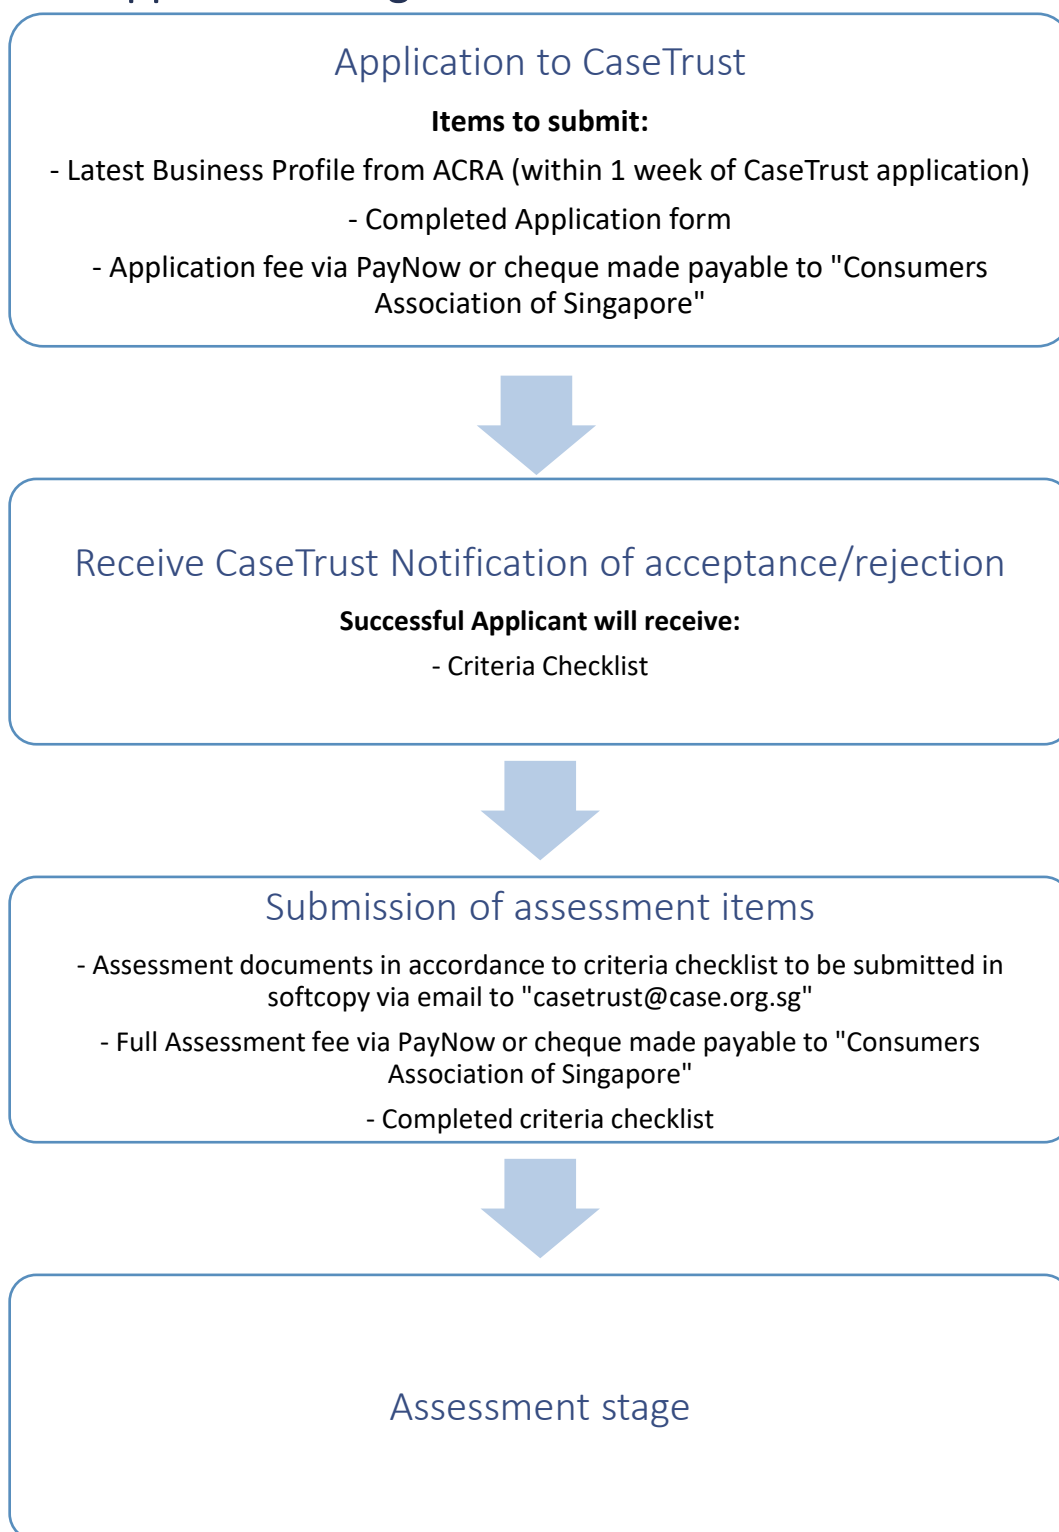 Application to CaseTrust
Items to submit:
- Latest Business Profile from ACRA (within 1 week of CaseTrust application)
- Completed Application form
- Application fee via PayNow or cheque made payable to "Consumers
Association of Singapore"
Receive CaseTrust Notification of acceptance/rejection
Successful Applicant will receive:
- Criteria Checklist
Submission of assessment items
- Assessment documents in accordance to criteria checklist to be submitted in
softcopy via email to "casetrust@case.org.sg"
- Full Assessment fee via PayNow or cheque made payable to "Consumers
Association of Singapore"
- Completed criteria checklist
Assessment stage